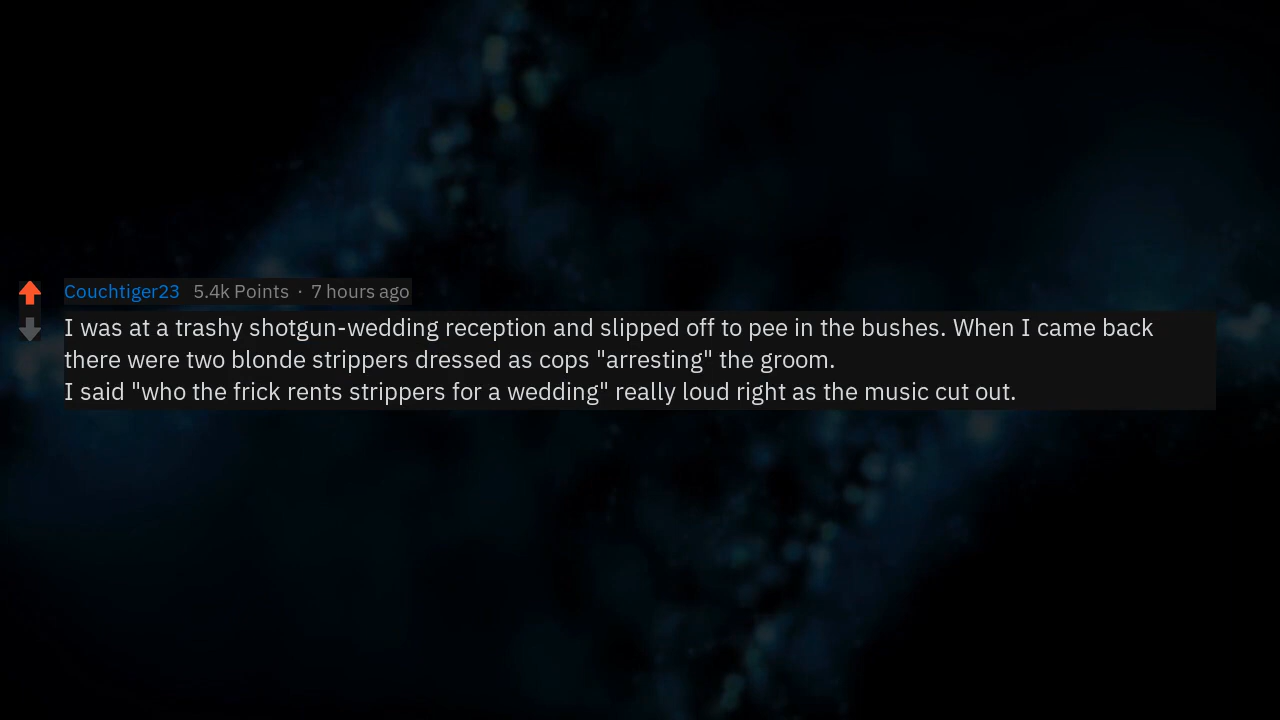 Couchtiger23 5.4k Points · 7 hours ago
I was at a trashy shotgun-wedding reception and slipped off to pee in the bushes. When I came back
there were two blonde strippers dressed as cops "arresting" the groom.
I said "who the frick rents strippers for a wedding" really loud right as the music cut out.